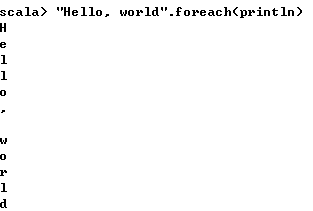 scala> "Hello, world".foreach(println)
H
e
l
l
o
,

w
o
r
l
d